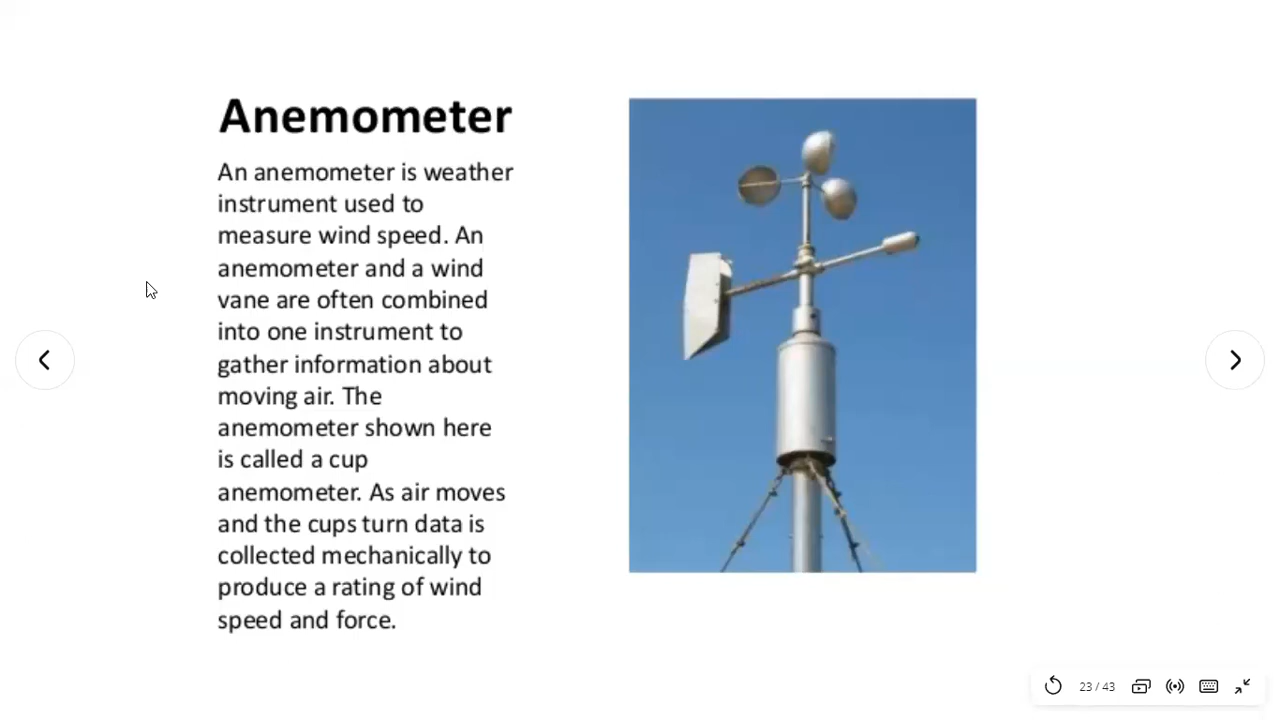 Anemometer
An anemometer is weather
instrument used to
measure wind speed. An
anemometer and a wind
vane are often combined
into one instrument to
gather information about
moving air. The
anemometer shown here
is called a cup
anemometer. As air moves
and the cups turn data is
collected mechanically to
produce a rating of wind
speed and force.
23 / 43